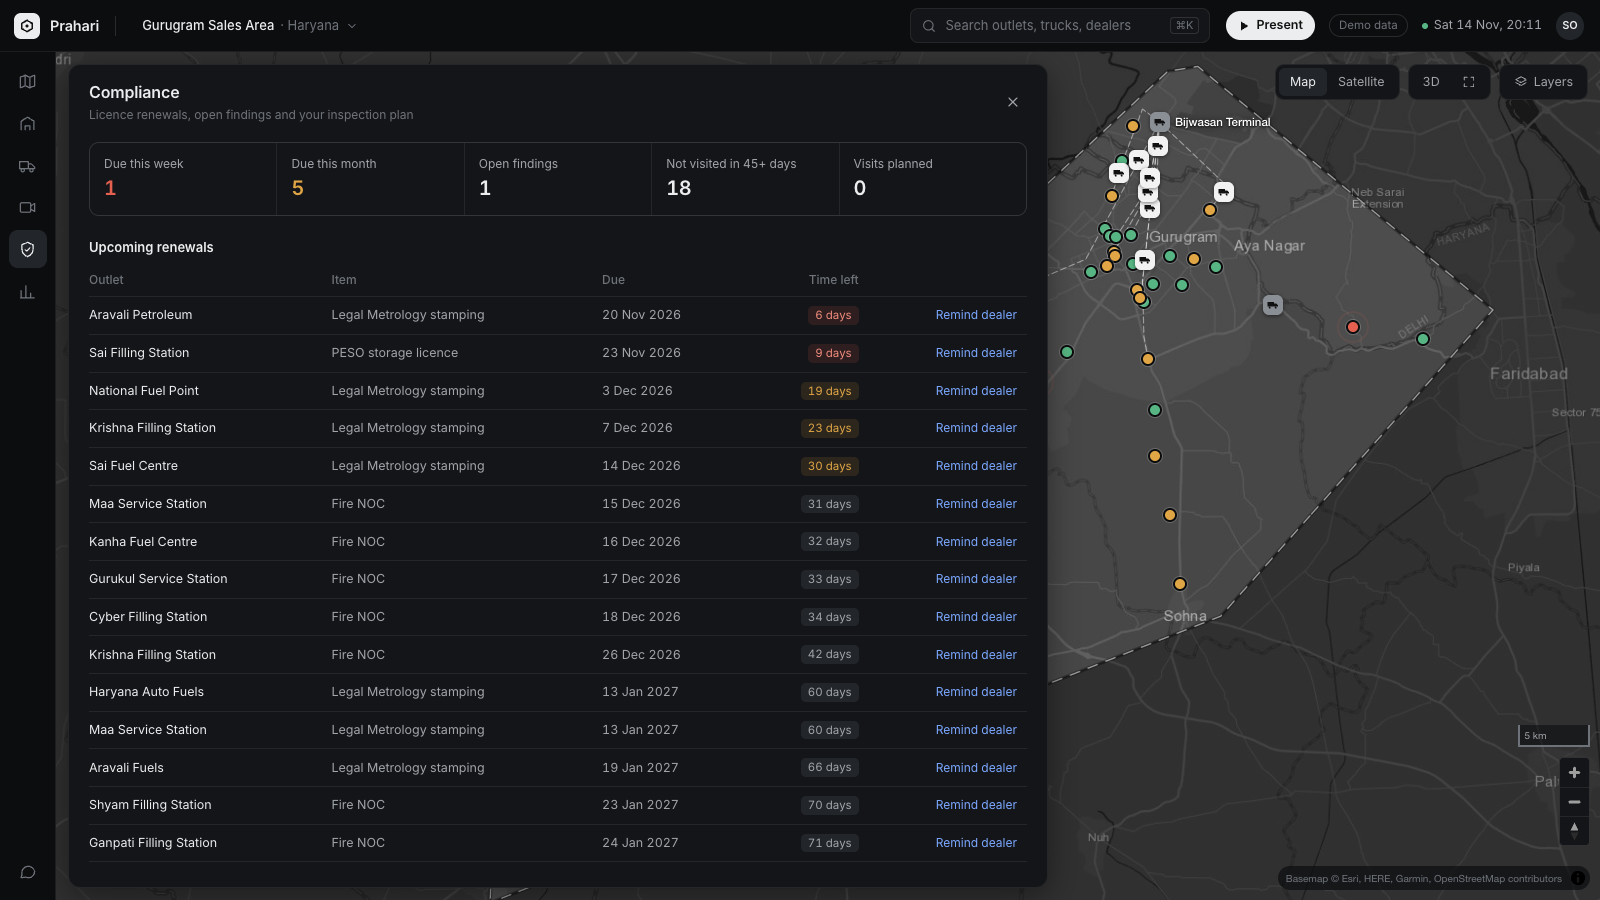 Prahari
Gurugram Sales Area · Haryana
Search outlets, trucks, dealers
⌘K
Present
Demo data
Sat 14 Nov, 20:11
SO
dri
Compliance
Licence renewals, open findings and your inspection plan
Due this week
1
Due this month
5
Open findings
1
Not visited in 45+ days
18
Visits planned
0
Upcoming renewals
Outlet Item Due Time left
Aravali Petroleum Legal Metrology stamping 20 Nov 2026 6 days Remind dealer
Sai Filling Station PESO storage licence 23 Nov 2026 9 days Remind dealer
National Fuel Point Legal Metrology stamping 3 Dec 2026 19 days Remind dealer
Krishna Filling Station Legal Metrology stamping 7 Dec 2026 23 days Remind dealer
Sai Fuel Centre Legal Metrology stamping 14 Dec 2026 30 days Remind dealer
Maa Service Station Fire NOC 15 Dec 2026 31 days Remind dealer
Kanha Fuel Centre Fire NOC 16 Dec 2026 32 days Remind dealer
Gurukul Service Station Fire NOC 17 Dec 2026 33 days Remind dealer
Cyber Filling Station Fire NOC 18 Dec 2026 34 days Remind dealer
Krishna Filling Station Fire NOC 26 Dec 2026 42 days Remind dealer
Haryana Auto Fuels Legal Metrology stamping 13 Jan 2027 60 days Remind dealer
Maa Service Station Legal Metrology stamping 13 Jan 2027 60 days Remind dealer
Aravali Fuels Legal Metrology stamping 19 Jan 2027 66 days Remind dealer
Shyam Filling Station Fire NOC 23 Jan 2027 70 days Remind dealer
Ganpati Filling Station Fire NOC 24 Jan 2027 71 days Remind dealer
Map Satellite 3D Layers
Bijwasan Terminal
Neb Sarai
Extension
HARYANA
Gurugram
Aya Nagar
DELHI
Faridabad
Sector 75
Piyala
Sohna
5 km
Pal
Nuh
Basemap © Esri, HERE, Garmin, OpenStreetMap contributors